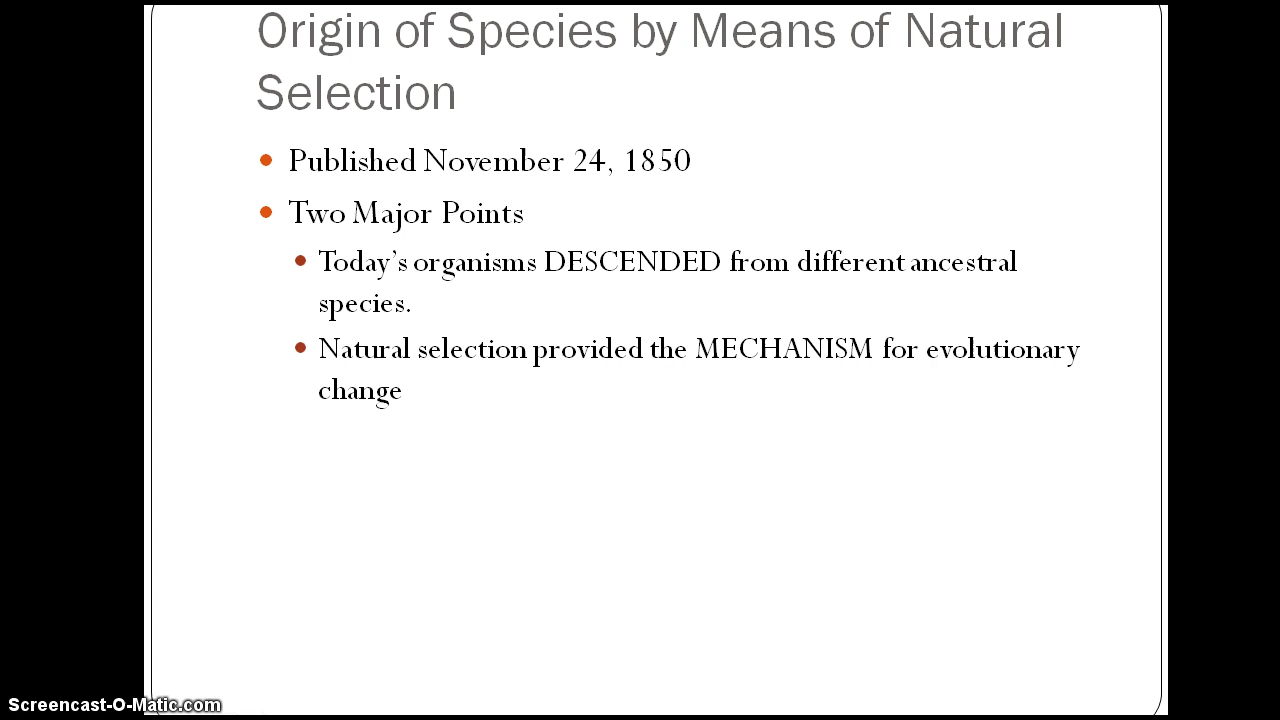 Origin of Species by Means of Natural
Selection
Published November 24, 1850
Two Major Points
Today's organisms DESCENDED from different ancestral
species.
Natural selection provided the MECHANISM for evolutionary
change
Screencast-O-Matic.com